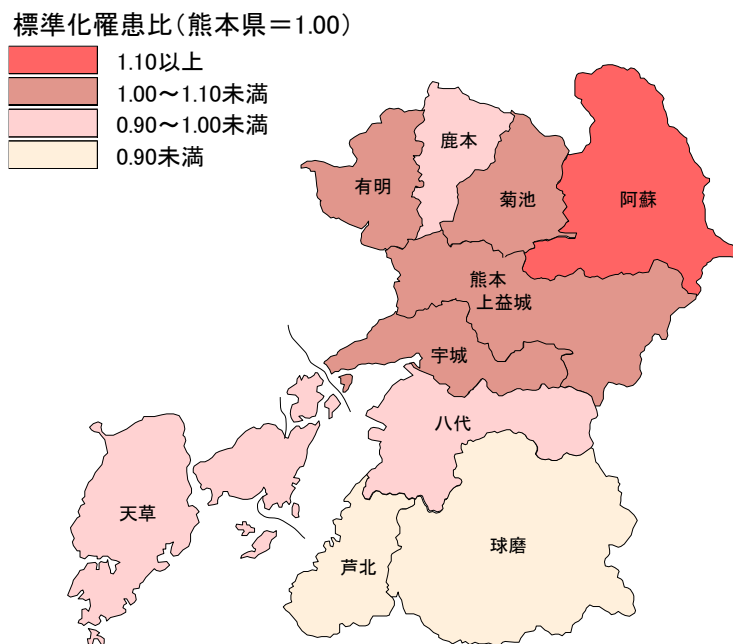 標準化罹患比(熊本県＝1.00)
1.10以上
1.00～1.10未満
0.90～1.00未満
0.90未満
鹿本
有明
菊池
阿蘇
熊本
上益城
宇城
八代
天草
球磨
芦北